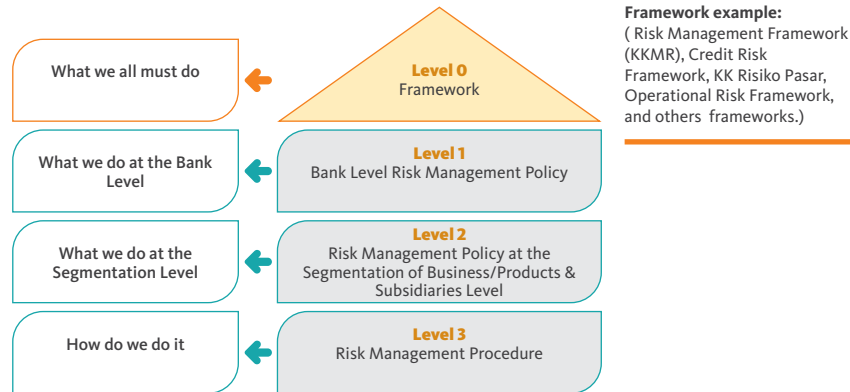 What we all must do
Level 0
Framework
Framework example:
( Risk Management Framework
(KKMR), Credit Risk
Framework, KK Risiko Pasar,
Operational Risk Framework,
and others  frameworks.)
What we do at the Bank
Level
Level 1
Bank Level Risk Management Policy
What we do at the
Segmentation Level
Level 2
Risk Management Policy at the
Segmentation of Business/Products &
Subsidiaries Level
How do we do it
Level 3
Risk Management Procedure